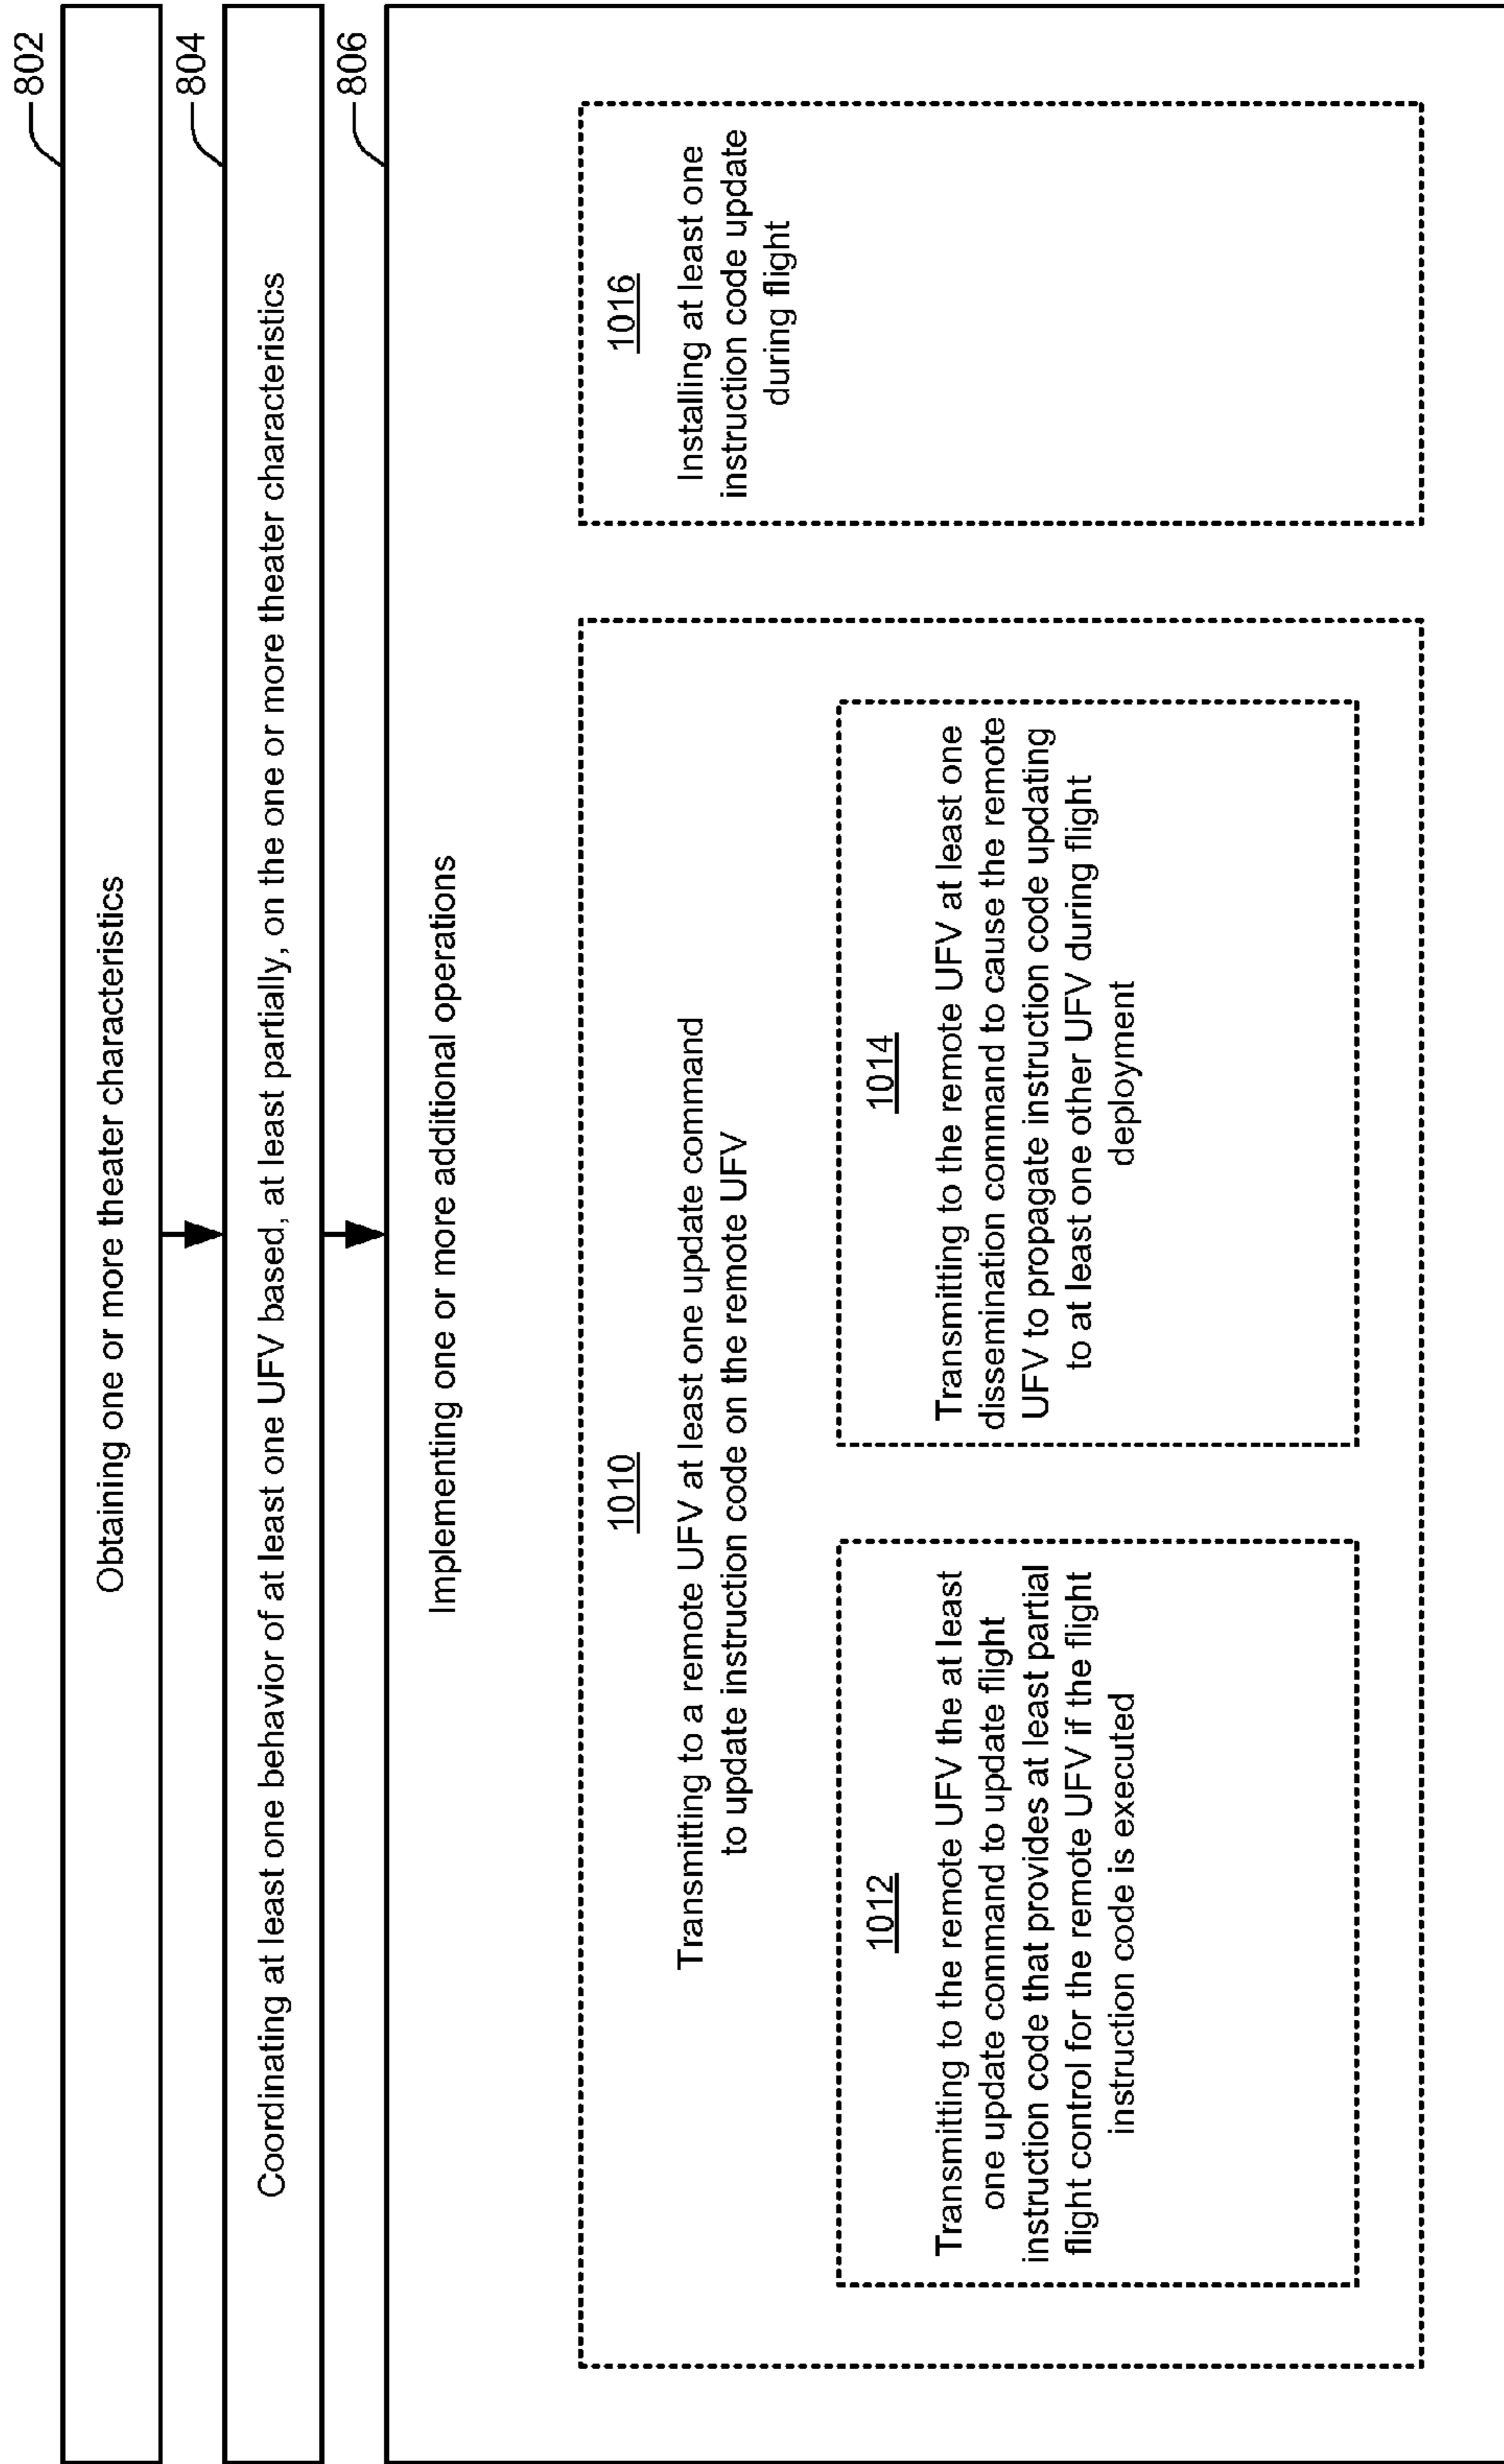 802
Obtaining one or more theater characteristics
804
Coordinating at least one behavior of at least one UFV based, at least partially, on the one or more theater characteristics
806
Implementing one or more additional operations
1010
Transmitting to a remote UFV at least one update command
to update instruction code on the remote UFV
1012
Transmitting to the remote UFV the at least
one update command to update flight
instruction code that provides at least partial
flight control for the remote UFV if the flight
instruction code is executed
1014
Transmitting to the remote UFV at least one
dissemination command to cause the remote
UFV to propagate instruction code updating
to at least one other UFV during flight
deployment
1016
Installing at least one
instruction code update
during flight